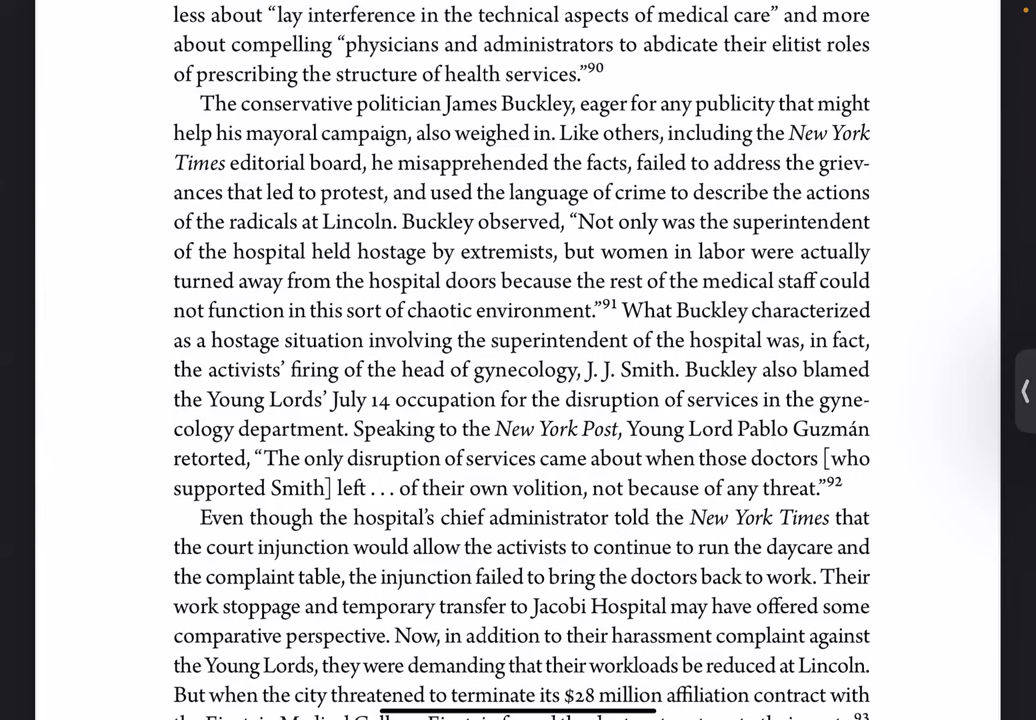 less about “lay interference in the technical aspects of medical care” and more
about compelling “physicians and administrators to abdicate their elitist roles
of prescribing the structure of health services.”90
The conservative politician James Buckley, eager for any publicity that might
help his mayoral campaign, also weighed in. Like others, including the New York
Times editorial board, he misapprehended the facts, failed to address the griev-
ances that led to protest, and used the language of crime to describe the actions
of the radicals at Lincoln. Buckley observed, “Not only was the superintendent
of the hospital held hostage by extremists, but women in labor were actually
turned away from the hospital doors because the rest of the medical staff could
not function in this sort of chaotic environment.”91 What Buckley characterized
as a hostage situation involving the superintendent of the hospital was, in fact,
the activists’ firing of the head of gynecology, J. J. Smith. Buckley also blamed
the Young Lords’ July 14 occupation for the disruption of services in the gyne-
cology department. Speaking to the New York Post, Young Lord Pablo Guzmán
retorted, “The only disruption of services came about when those doctors [who
supported Smith] left . . . of their own volition, not because of any threat.”92
Even though the hospital’s chief administrator told the New York Times that
the court injunction would allow the activists to continue to run the daycare and
the complaint table, the injunction failed to bring the doctors back to work. Their
work stoppage and temporary transfer to Jacobi Hospital may have offered some
comparative perspective. Now, in addition to their harassment complaint against
the Young Lords, they were demanding that their workloads be reduced at Lincoln.
But when the city threatened to terminate its $28 million affiliation contract with
93